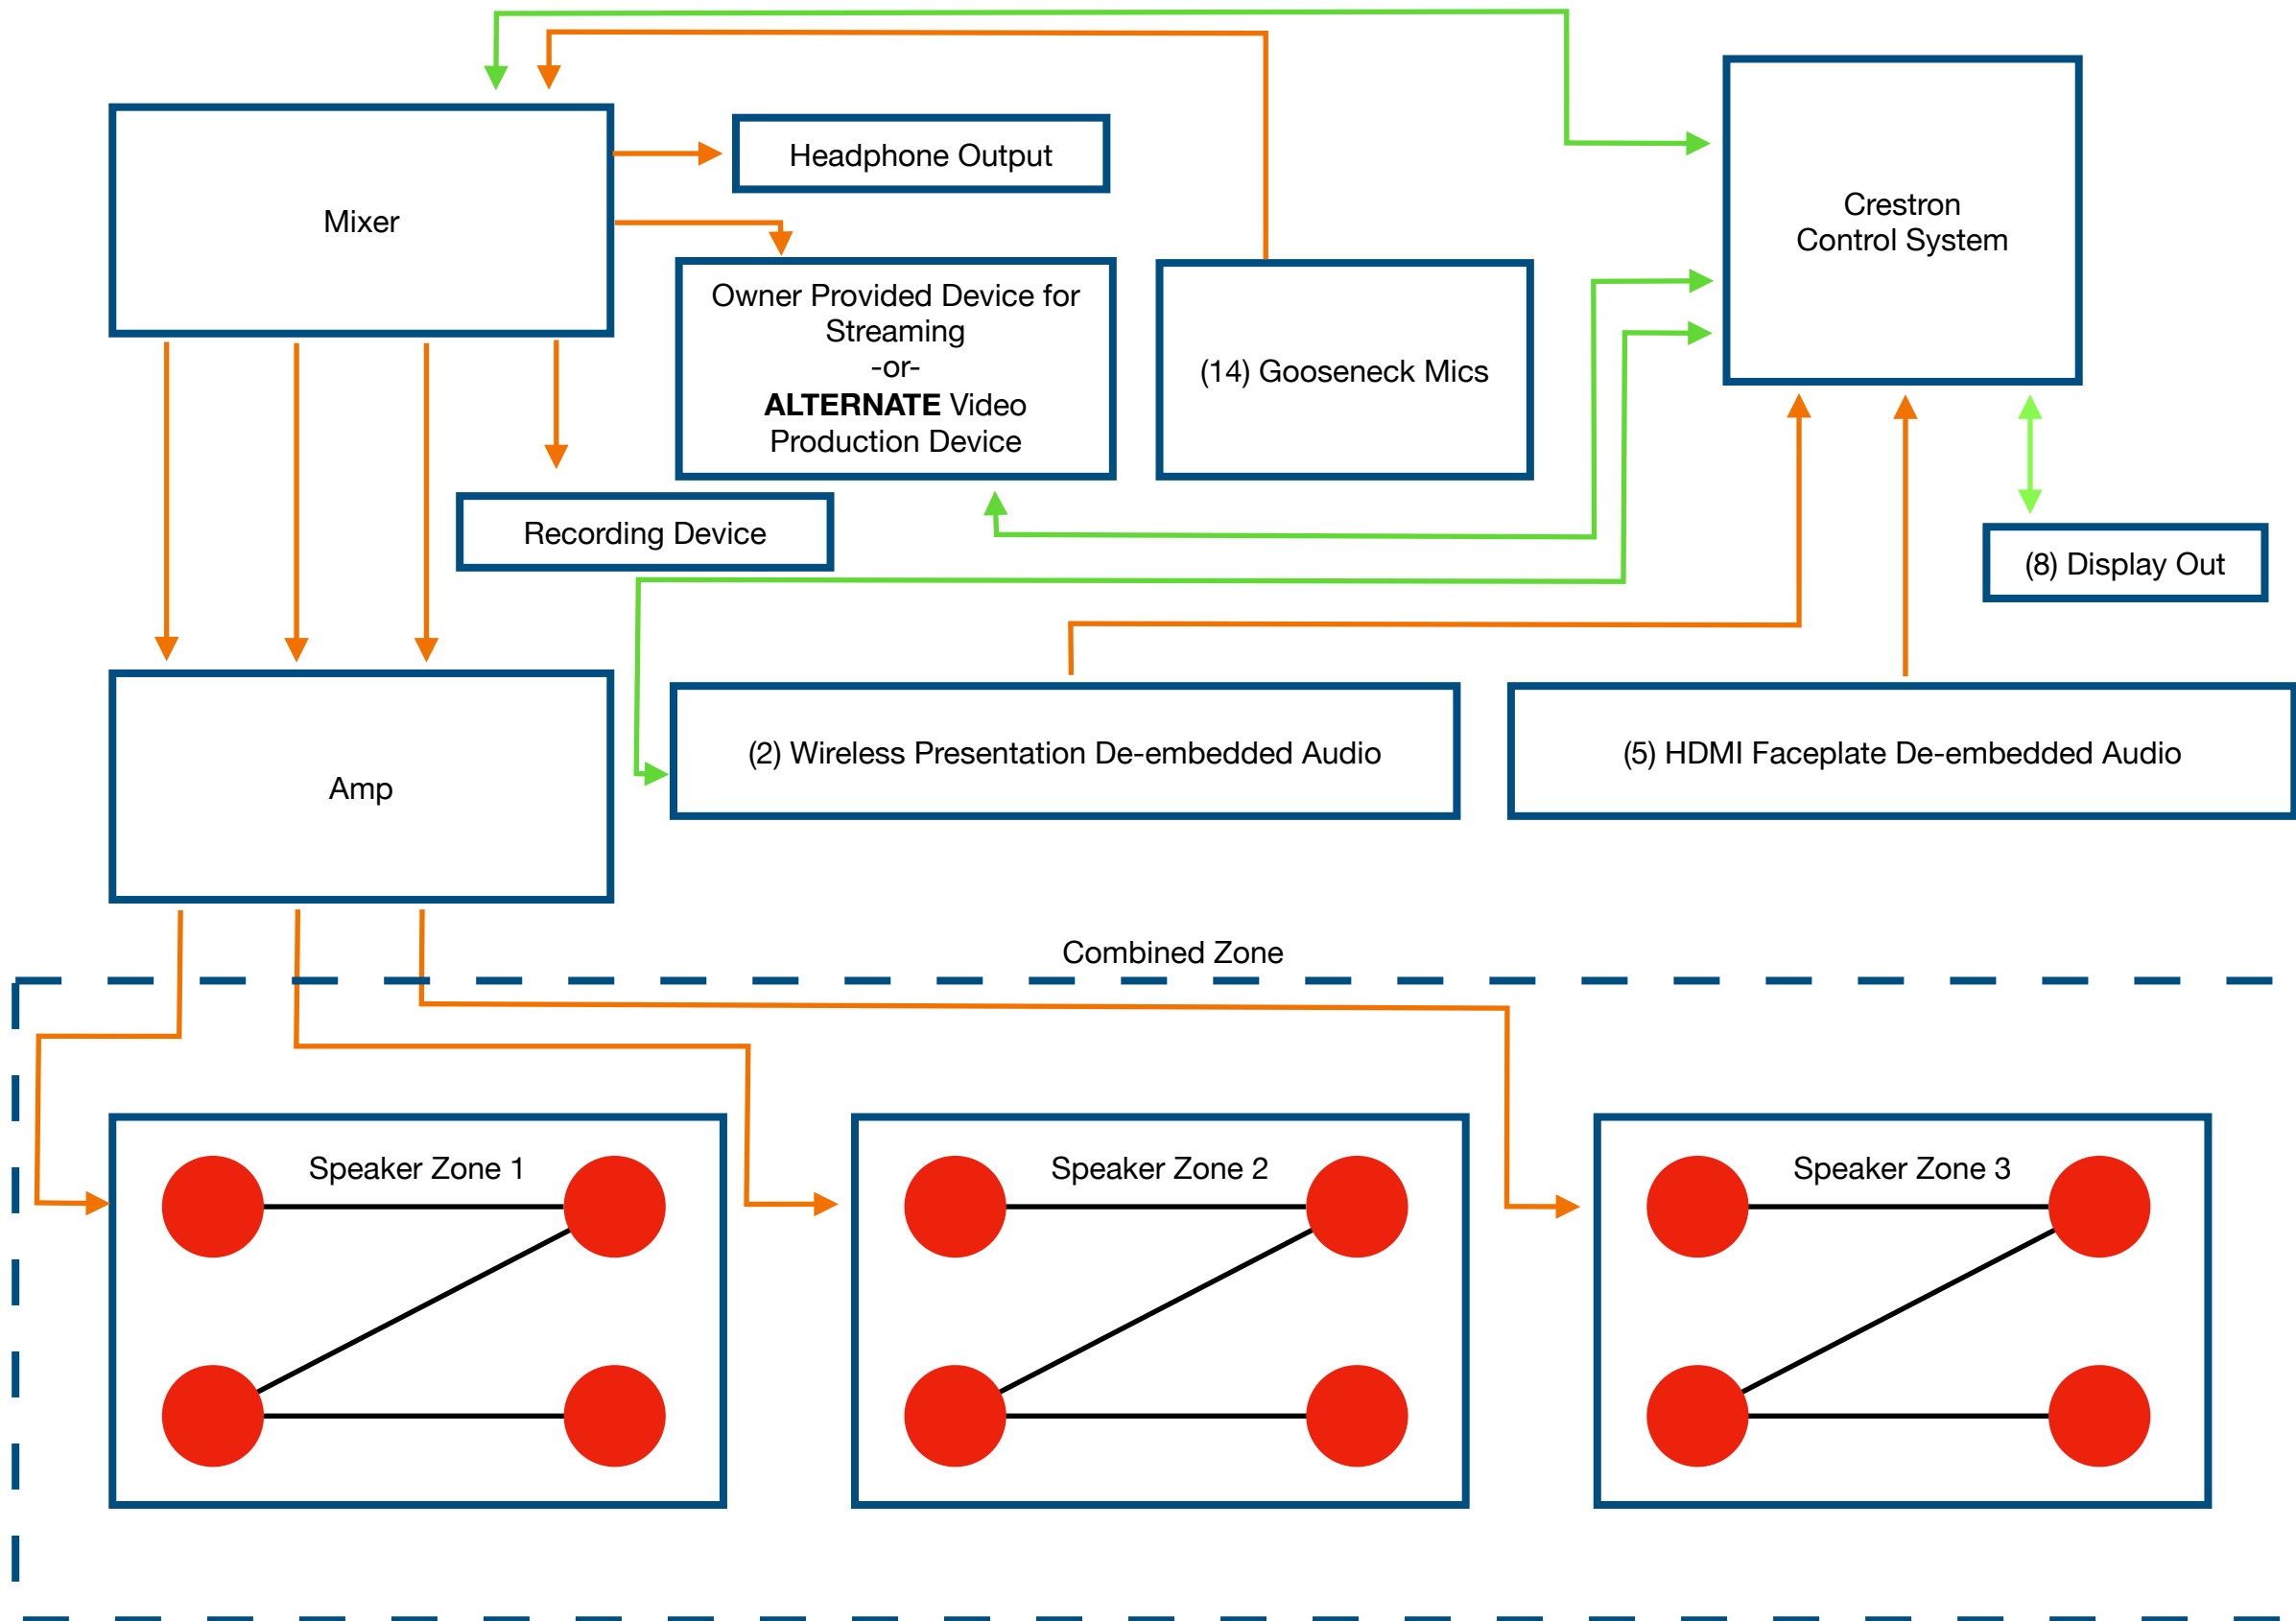 Mixer
Headphone Output
Owner Provided Device for
Streaming
-or-
ALTERNATE Video
Production Device
(14) Gooseneck Mics
Crestron
Control System
Recording Device
(8) Display Out
Amp
(2) Wireless Presentation De-embedded Audio
(5) HDMI Faceplate De-embedded Audio
Combined Zone
Speaker Zone 1
Speaker Zone 2
Speaker Zone 3